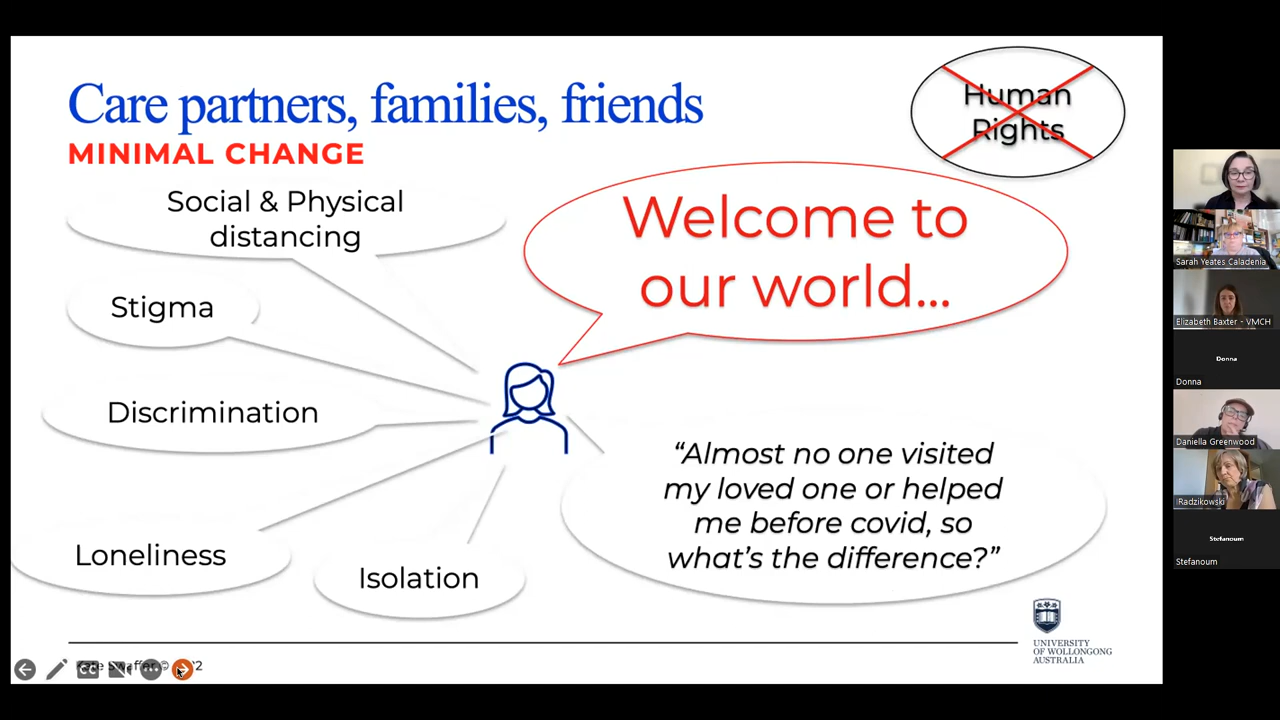 Care partners, families, friends
MINIMAL CHANGE
Human
Rights
Social & Physical
distancing
Welcome to
our world...
Stigma
Discrimination
“Almost no one visited
my loved one or helped
me before covid, so
what’s the difference?”
Loneliness
Isolation
UNIVERSITY
OF WOLLONGONG
AUSTRALIA
CC
Sarah Yeates Caladenia
Elizabeth Baxter - VMCH
Donna
Donna
Daniella Greenwood
IRadzikowski
Stefanoum
Stefanoum